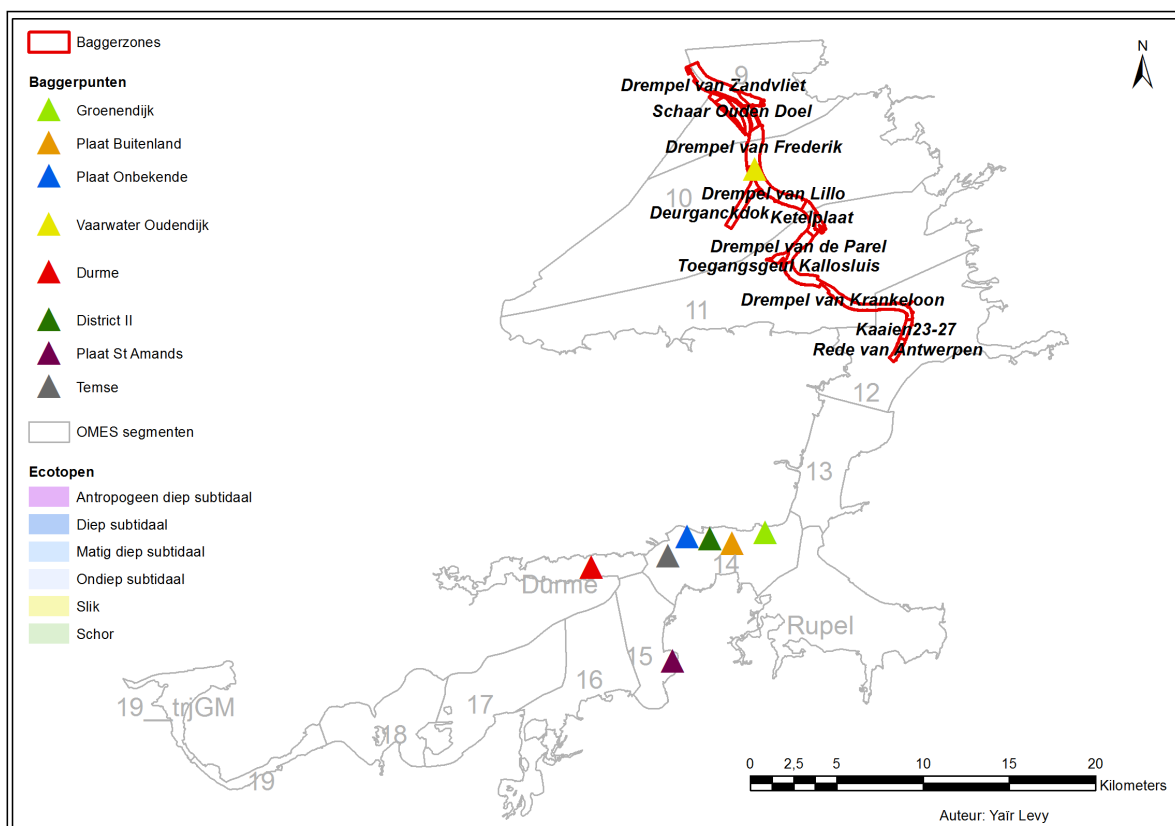 Baggerzones
Baggerpunten
Groenendijk
Plaat Buitenland
Plaat Onbekende
Vaarwater Oudendijk
Durme
District II
Plaat St Amands
Temse
OMES segmenten
Ecotopen
Antropogeen diep subtidaal
Diep subtidaal
Matig diep subtidaal
Ondiep subtidaal
Slik
Schor
N
9
Drempel van Zandvliet
Schaar Ouden Doel
Drempel van Frederik
10
Drempel van Lillo
Deurganckdok
Ketelplaat
Drempel van de Parel
Toegangsgeul Kallosluis
Drempel van Krankeloon
11
Kaaien23-27
Rede van Antwerpen
12
13
14
Durme
Rupel
15
16
17
18
19__trjGM
19
0 2,5 5 10 15 20
Kilometers
Auteur: Yaïr Levy